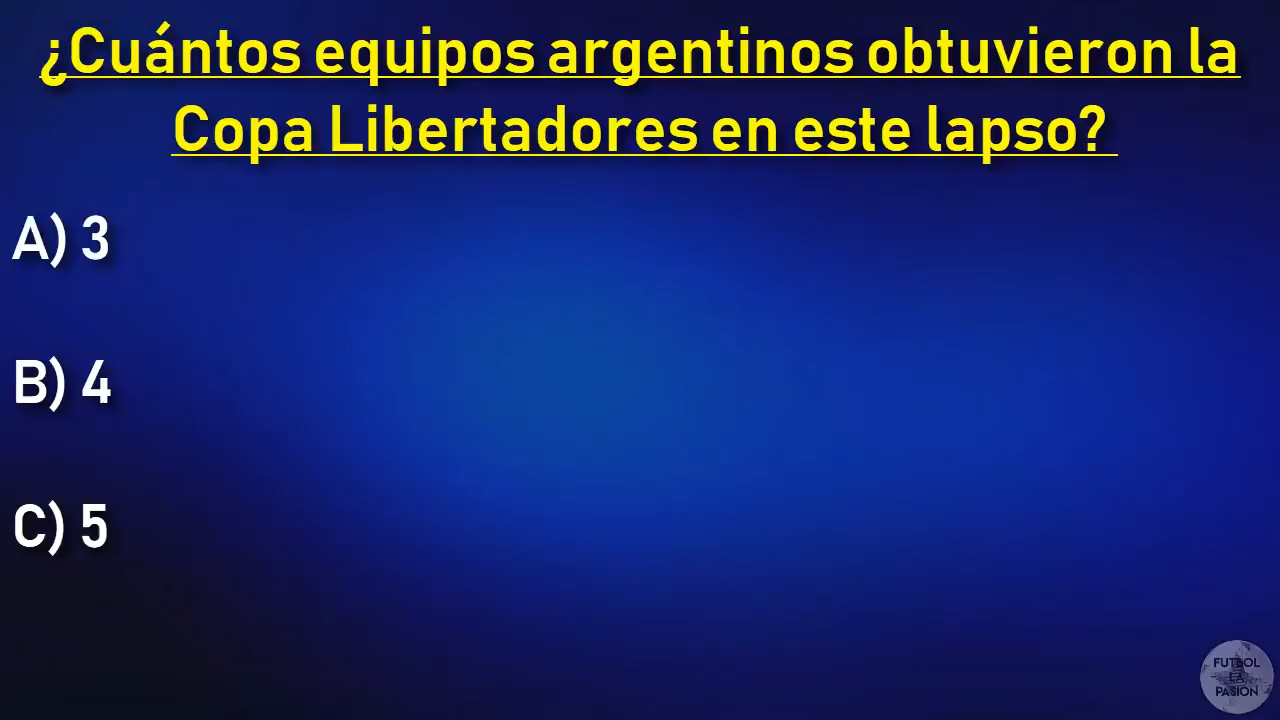 ¿Cuántos equipos argentinos obtuvieron la
Copa Libertadores en este lapso?
A) 3
B) 4
C) 5
FUTBOL
LA
PASION